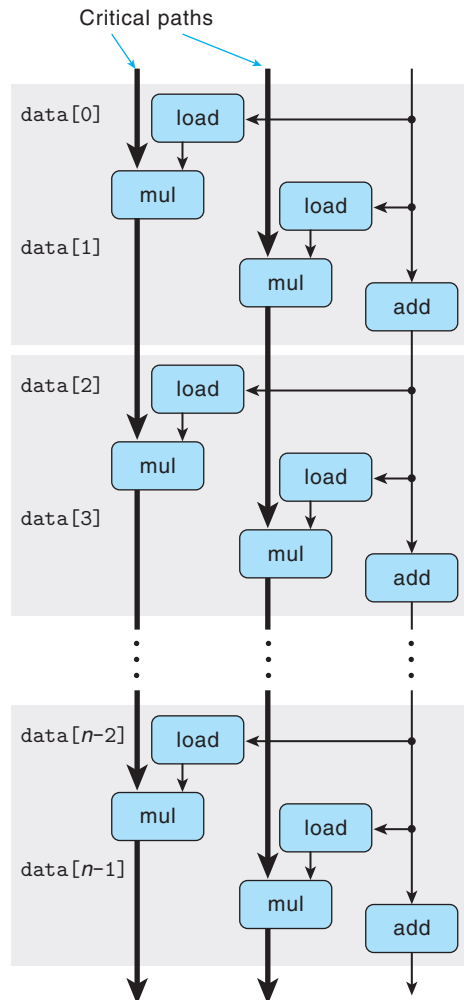 Critical paths
data[0]
load
mul
load
data[1]
mul
add
data[2]
load
mul
load
data[3]
mul
add
data[n-2]
load
mul
load
data[n-1]
mul
add